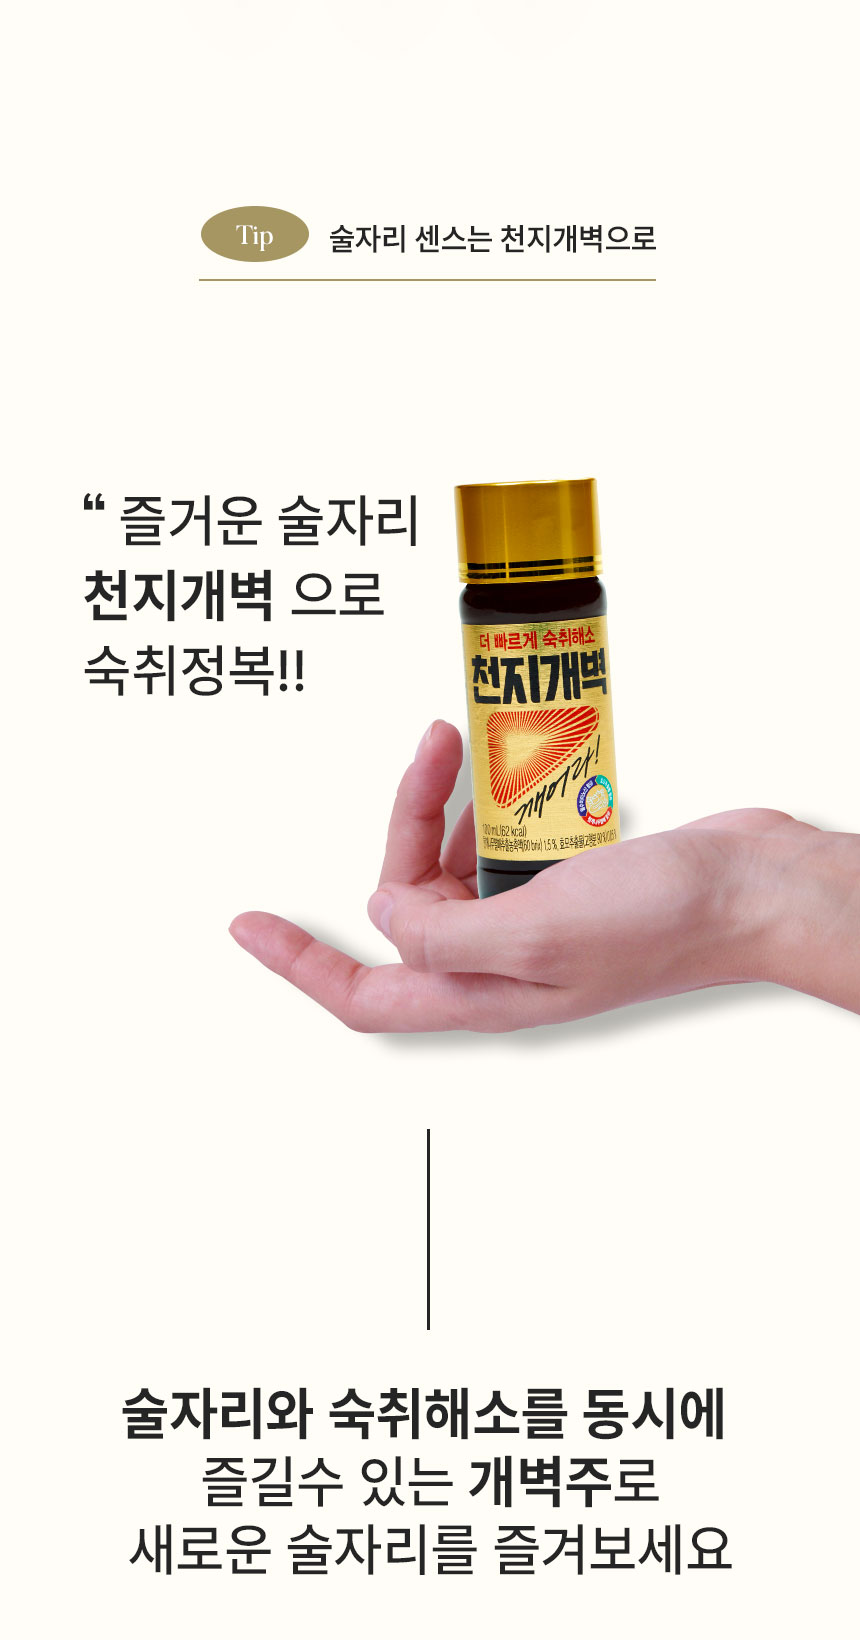 Tip 술자리 센스는 천지개벽으로
“ 즐거운 술자리
천지개벽 으로
숙취정복!!
더 빠르게 숙취해소
천지개벽
깨어라!
100 mL(62 kcal)
술자리와 숙취해소를 동시에
즐길수 있는 개벽주로
새로운 술자리를 즐겨보세요